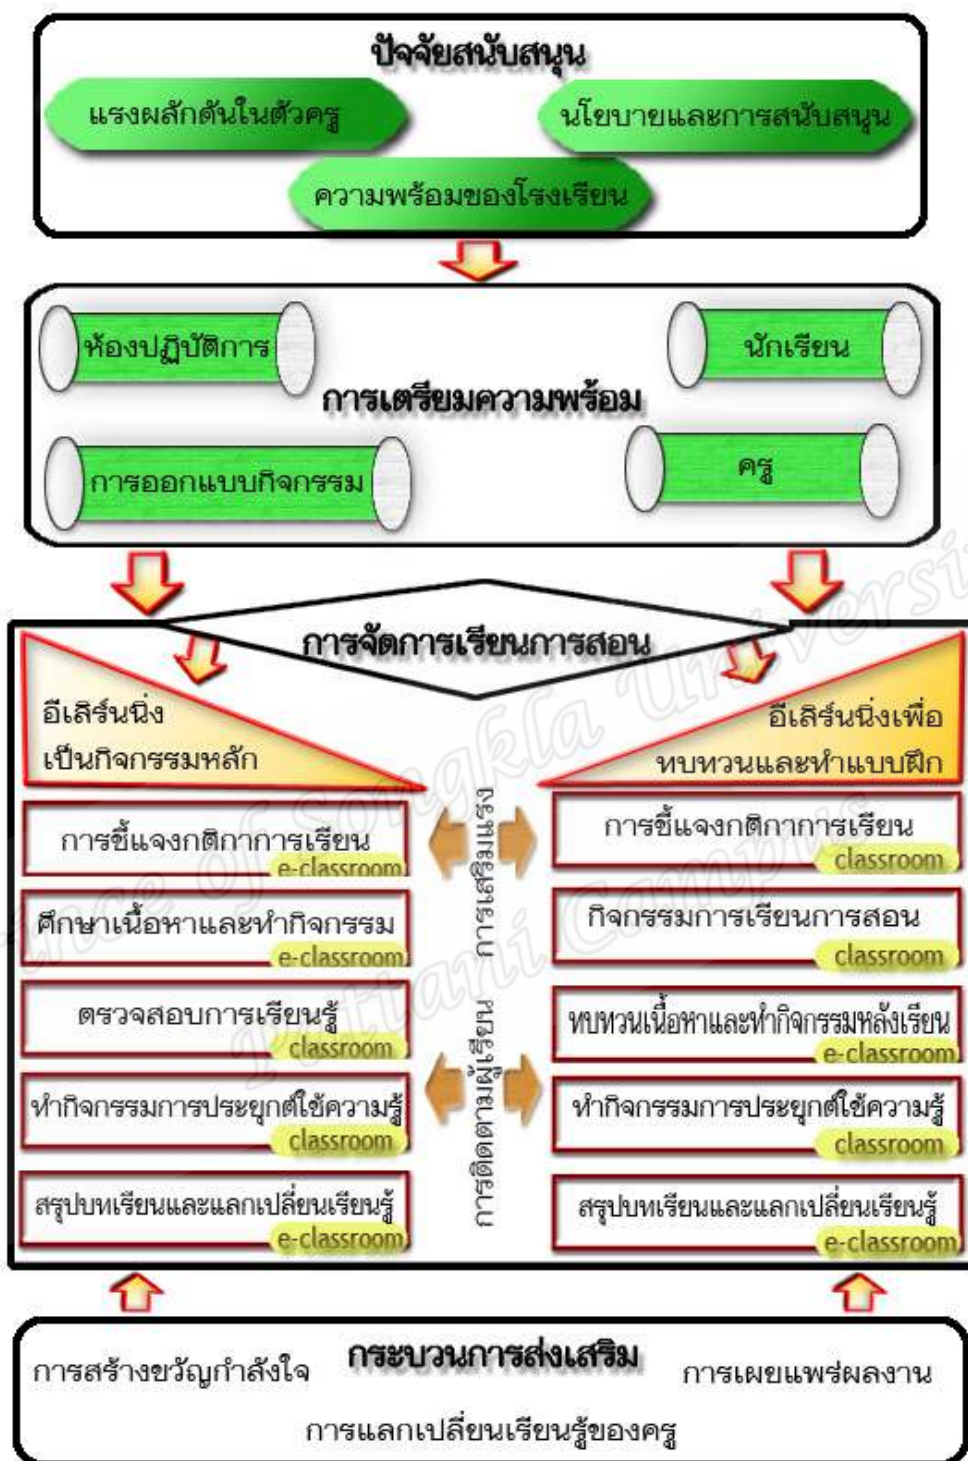 ปัจจัยสนับสนุน
แรงผลักดันในตัวครู
นโยบายและการสนับสนุน
ความพร้อมของโรงเรียน
ห้องปฏิบัติการ
นักเรียน
การเตรียมความพร้อม
การออกแบบกิจกรรม
ครู
การจัดการเรียนการสอน
อีเลิร์นนิ่ง
เป็นกิจกรรมหลัก
อีเลิร์นนิ่งเพื่อ
ทบทวนและทำแบบฝึก
การชี้แจงกติกาการเรียน
e-classroom
ศึกษาเนื้อหาและทำกิจกรรม
e-classroom
ตรวจสอบการเรียนรู้
classroom
ทำกิจกรรมการประยุกต์ใช้ความรู้
classroom
สรุปบทเรียนและแลกเปลี่ยนเรียนรู้
e-classroom
การเสริมแรง
การติดตามผู้เรียน
การชี้แจงกติกาการเรียน
classroom
กิจกรรมการเรียนการสอน
classroom
ทบทวนเนื้อหาและทำกิจกรรมหลังเรียน
e-classroom
ทำกิจกรรมการประยุกต์ใช้ความรู้
classroom
สรุปบทเรียนและแลกเปลี่ยนเรียนรู้
e-classroom
กระบวนการส่งเสริม
การสร้างขวัญกำลังใจ
การเผยแพร่ผลงาน
การแลกเปลี่ยนเรียนรู้ของครู
of Songkla
Pattani Campus